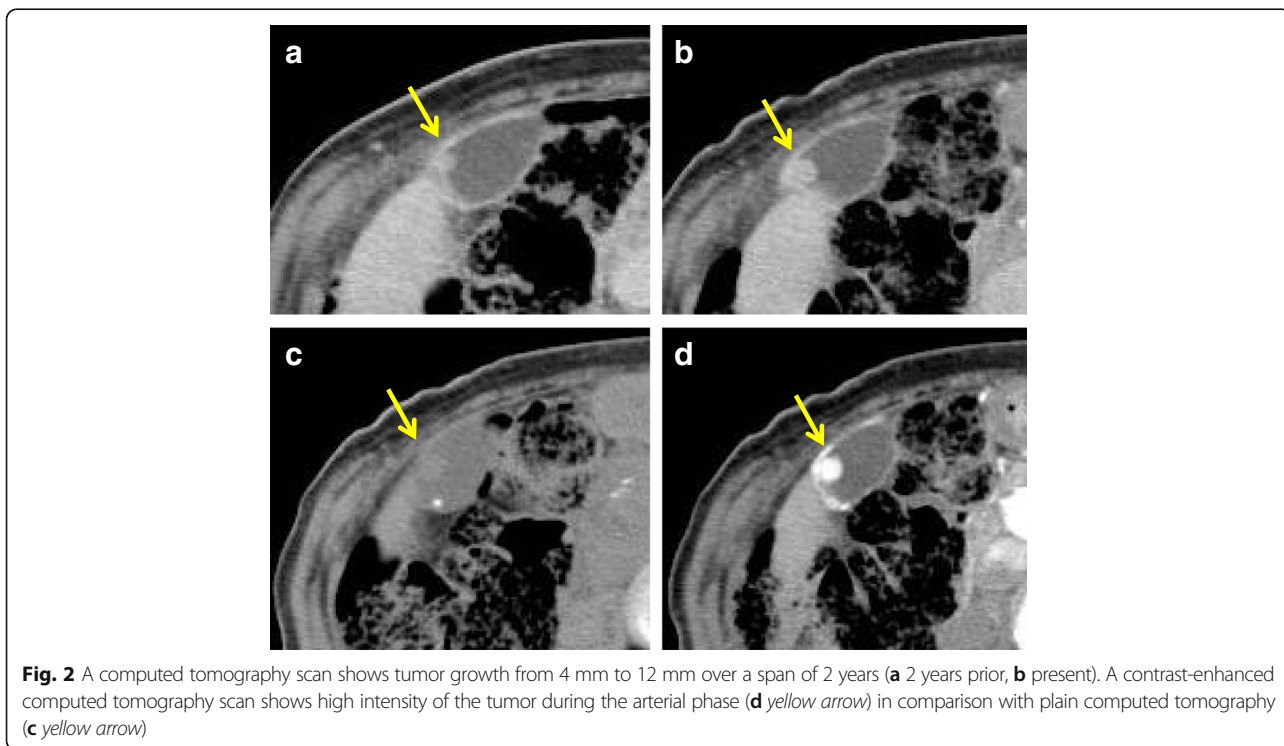 a
b
c
d
Fig. 2 A computed tomography scan shows tumor growth from 4 mm to 12 mm over a span of 2 years (a 2 years prior, b present). A contrast-enhanced
computed tomography scan shows high intensity of the tumor during the arterial phase (d yellow arrow) in comparison with plain computed tomography
(c yellow arrow)